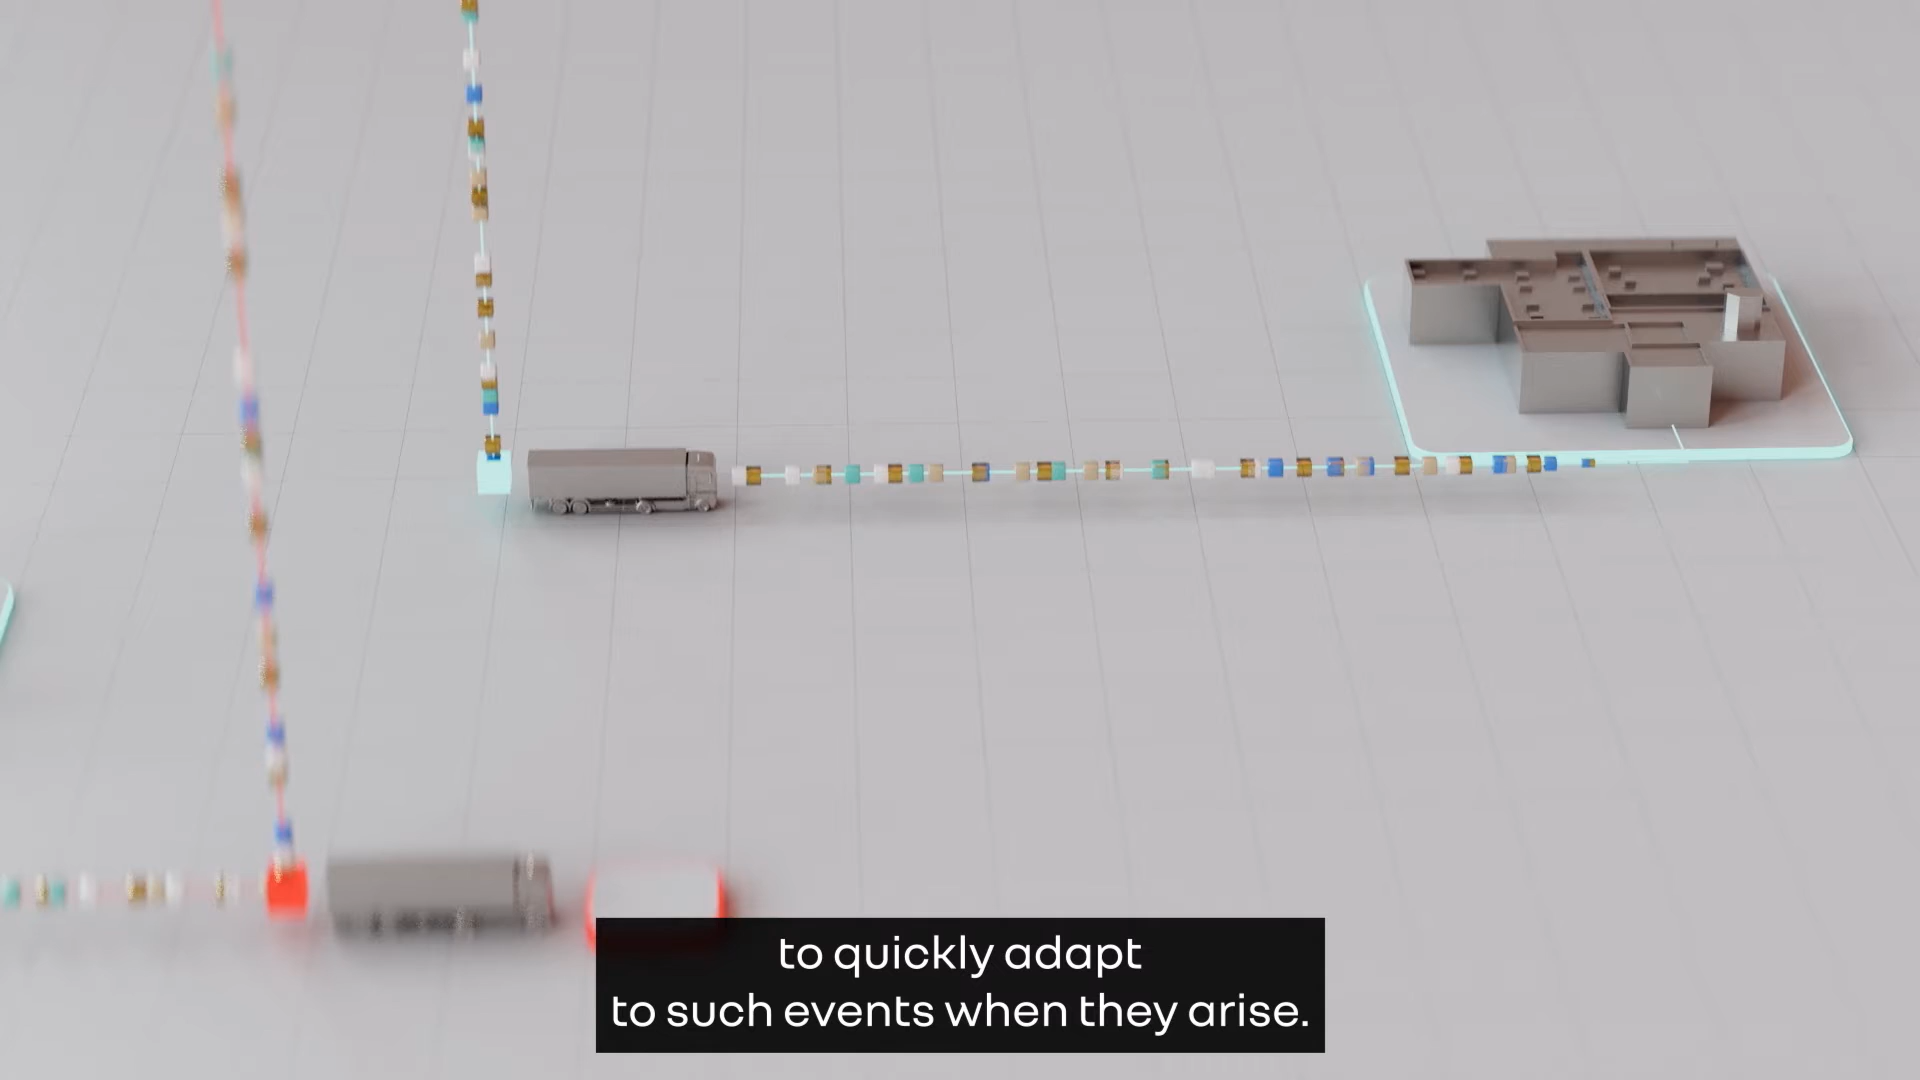 to quickly adapt
to such events when they arise.